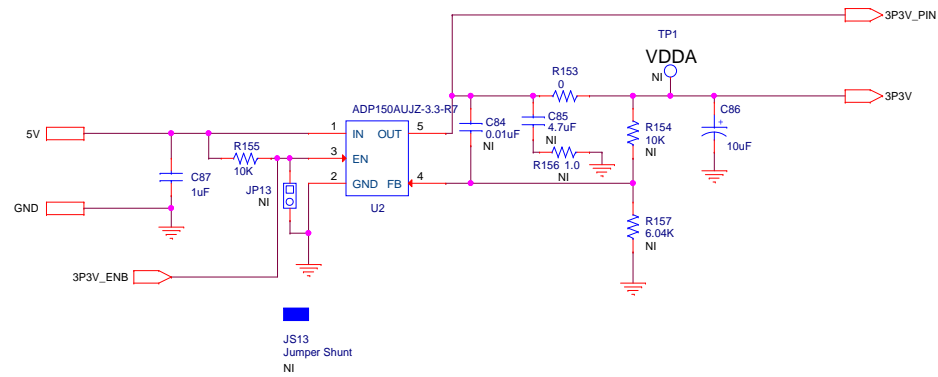 3P3V_PIN
TP1
VDDA
NI
R153
0
3P3V
ADP150AUJZ-3.3-R7
C84
0.01uF
NI
C85
4.7uF
NI
C86
10uF
+
5V
1
IN
OUT
5
R154
10K
NI
R155
10K
3
EN
R156
1.0
NI
C87
1uF
JP13
NI
2
GND
FB
4
U2
GND
R157
6.04K
NI
3P3V_ENB
JS13
Jumper Shunt
NI